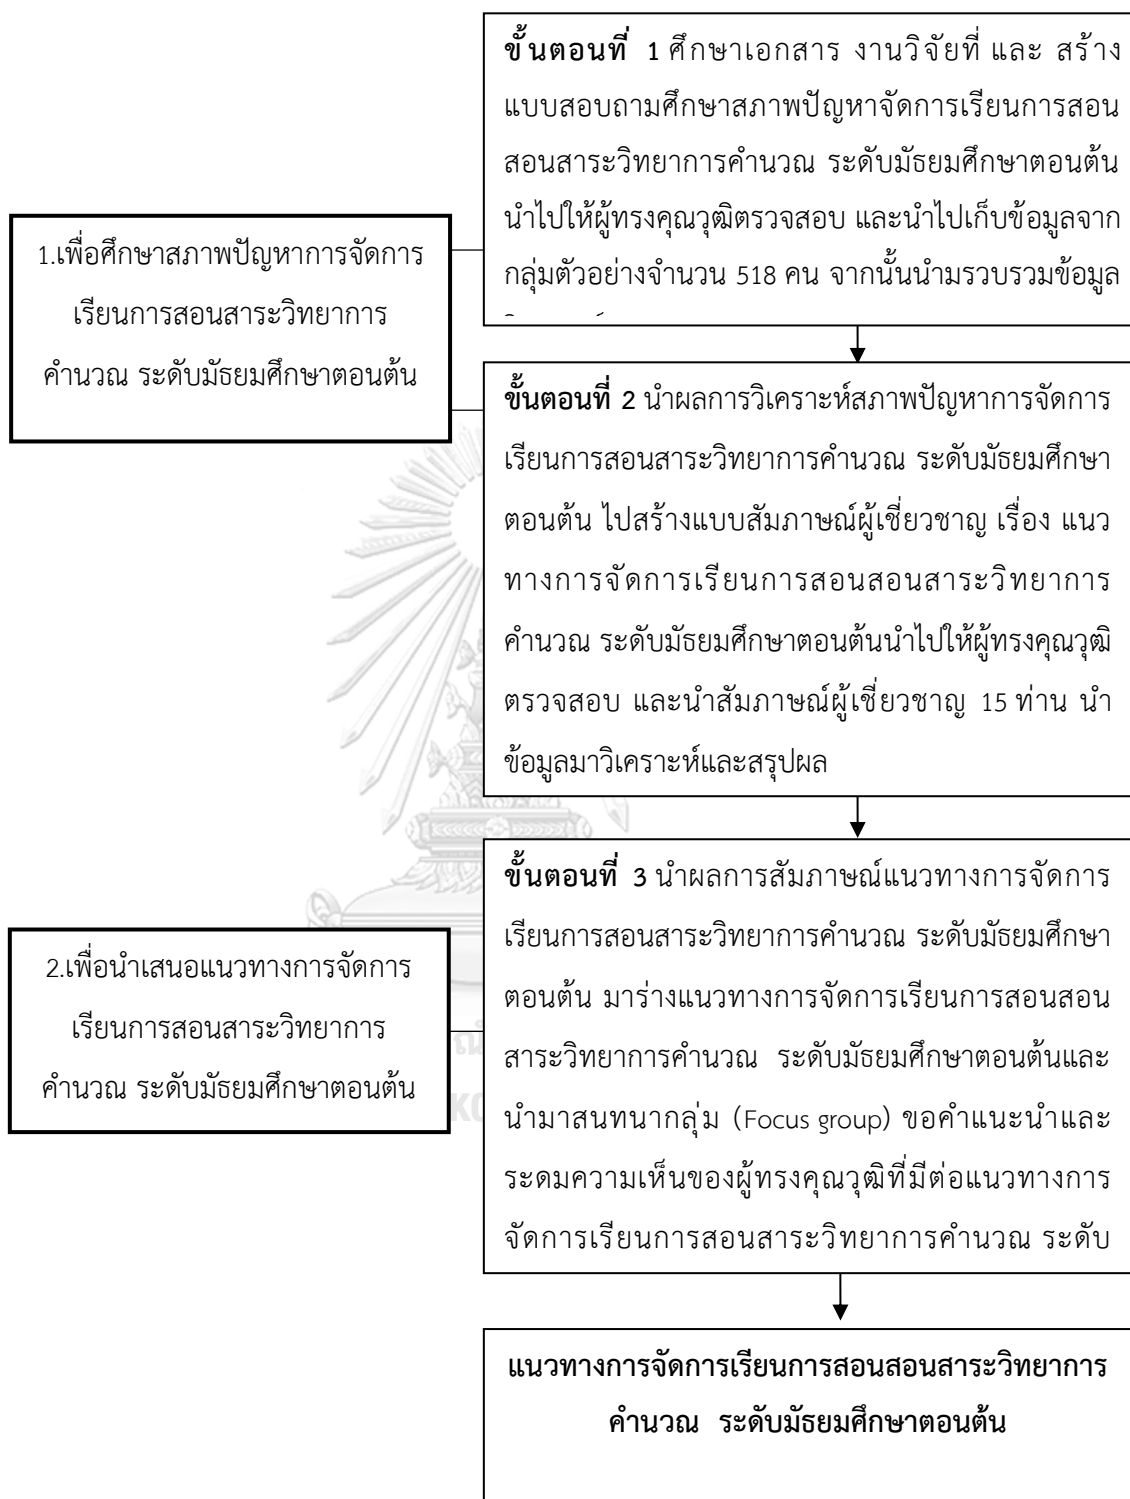 ขั้นตอนที่ 1 ศึกษาเอกสาร งานวิจัยที่ และ สร้าง
แบบสอบถามศึกษาสภาพปัญหาจัดการเรียนการสอน
สอนสาระวิทยาการคำนวณ ระดับมัธยมศึกษาตอนต้น
นำไปให้ผู้ทรงคุณวุฒิตรวจสอบ และนำไปเก็บข้อมูลจาก
กลุ่มตัวอย่างจำนวน 518 คน จากนั้นนำมรวบรวมข้อมูล
1.เพื่อศึกษาสภาพปัญหาการจัดการ
เรียนการสอนสาระวิทยาการ
คำนวณ ระดับมัธยมศึกษาตอนต้น
ขั้นตอนที่ 2 นำผลการวิเคราะห์สภาพปัญหาการจัดการ
เรียนการสอนสาระวิทยาการคำนวณ ระดับมัธยมศึกษา
ตอนต้น ไปสร้างแบบสัมภาษณ์ผู้เชี่ยวชาญ เรื่อง แนว
ทางการจัดการเรียนการสอนสอนสาระวิทยาการ
คำนวณ ระดับมัธยมศึกษาตอนต้นนำไปให้ผู้ทรงคุณวุฒิ
ตรวจสอบ และนำสัมภาษณ์ผู้เชี่ยวชาญ 15 ท่าน นำ
ข้อมูลมาวิเคราะห์และสรุปผล
ขั้นตอนที่ 3 นำผลการสัมภาษณ์แนวทางการจัดการ
เรียนการสอนสาระวิทยาการคำนวณ ระดับมัธยมศึกษา
ตอนต้น มาร่างแนวทางการจัดการเรียนการสอนสอน
สาระวิทยาการคำนวณ ระดับมัธยมศึกษาตอนต้นและ
นำมาสนทนากลุ่ม (Focus group) ขอคำแนะนำและ
ระดมความเห็นของผู้ทรงคุณวุฒิที่มีต่อแนวทางการ
จัดการเรียนการสอนสาระวิทยาการคำนวณ ระดับ
2.เพื่อนำเสนอแนวทางการจัดการ
เรียนการสอนสาระวิทยาการ
คำนวณ ระดับมัธยมศึกษาตอนต้น
แนวทางการจัดการเรียนการสอนสอนสาระวิทยาการ
คำนวณ ระดับมัธยมศึกษาตอนต้น